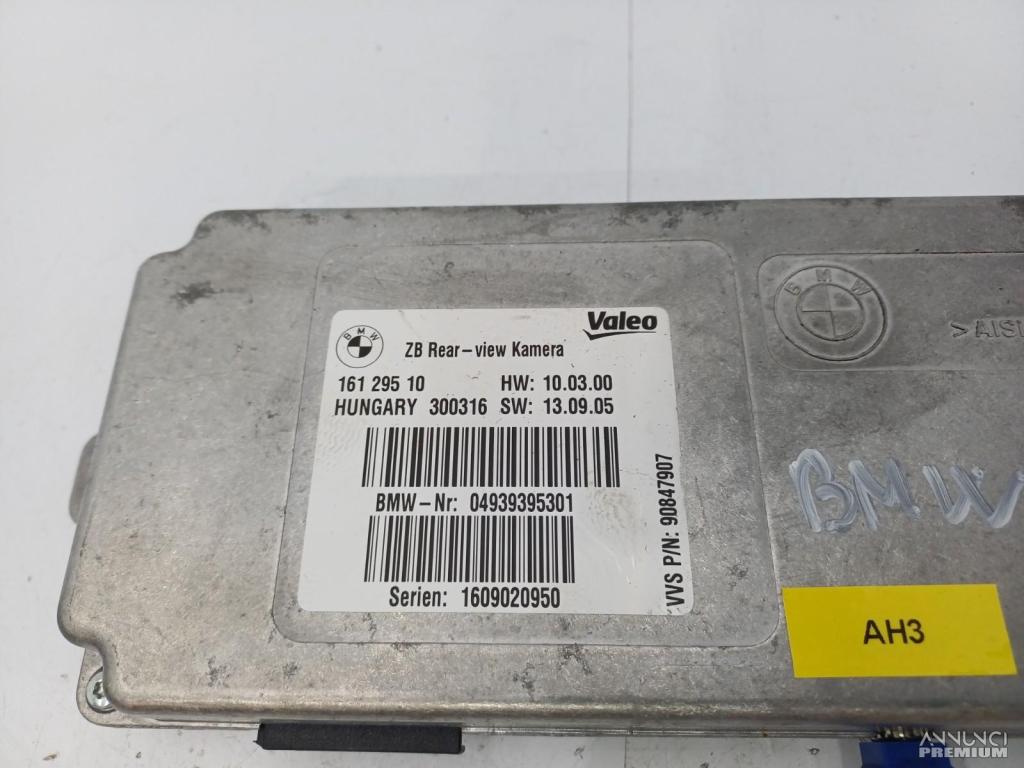 BMW
Valeo
ZB Rear-view Kamera
161 295 10 HW: 10.03.00
HUNGARY 300316 SW: 13.09.05
BMW-Nr: 04939395301
Serien: 1609020950
VVS P/N: 90847907
BMW
BMW
AH3
ANNUNCI
PREMIUM